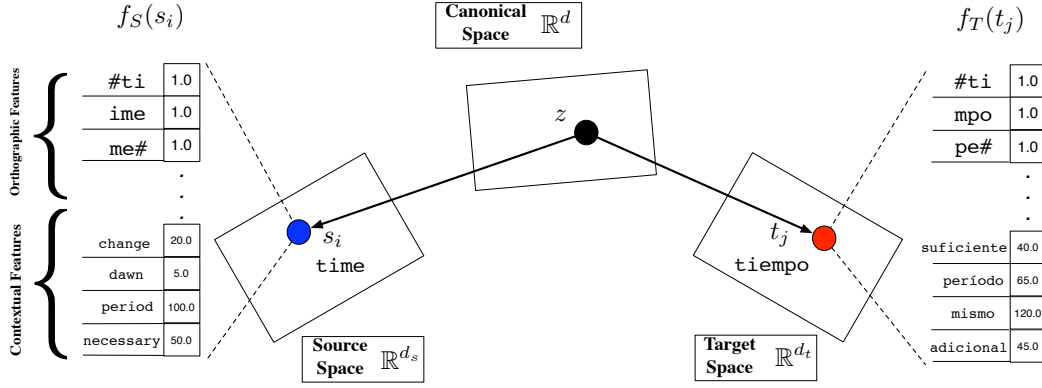 f_S(s_i)
Canonical
Space ℝ^d
f_T(t_j)
Orthographic Features
#ti 1.0
ime 1.0
me# 1.0
.
.
.
Contextual Features
change 20.0
dawn 5.0
period 100.0
necessary 50.0
z
s_i
time
t_j
tiempo
Source
Space ℝ^{d_s}
Target
Space ℝ^{d_t}
#ti 1.0
mpo 1.0
pe# 1.0
.
.
.
suficiente 40.0
período 65.0
mismo 120.0
adicional 45.0